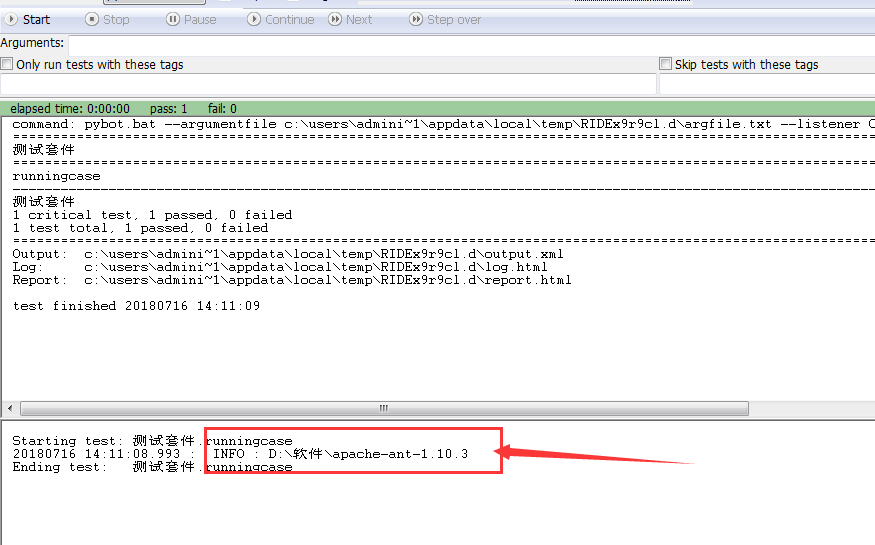 Start Stop Pause Continue Next Step over
Arguments:
Only run tests with these tags Skip tests with these tags
elapsed time: 0:00:00 pass: 1 fail: 0
command: pybot.bat --argumentfile c:\users\admini~1\appdata\local\temp\RIDEx9r9cl.d\argfile.txt --listener C
==============================================================================
测试套件
==============================================================================
runningcase
------------------------------------------------------------------------------
测试套件
1 critical test, 1 passed, 0 failed
1 test total, 1 passed, 0 failed
==============================================================================
Output: c:\users\admini~1\appdata\local\temp\RIDEx9r9cl.d\output.xml
Log: c:\users\admini~1\appdata\local\temp\RIDEx9r9cl.d\log.html
Report: c:\users\admini~1\appdata\local\temp\RIDEx9r9cl.d\report.html
test finished 20180716 14:11:09
Starting test: 测试套件.runningcase
20180716 14:11:08.993 : INFO : D:\软件\apache-ant-1.10.3
Ending test: 测试套件.runningcase